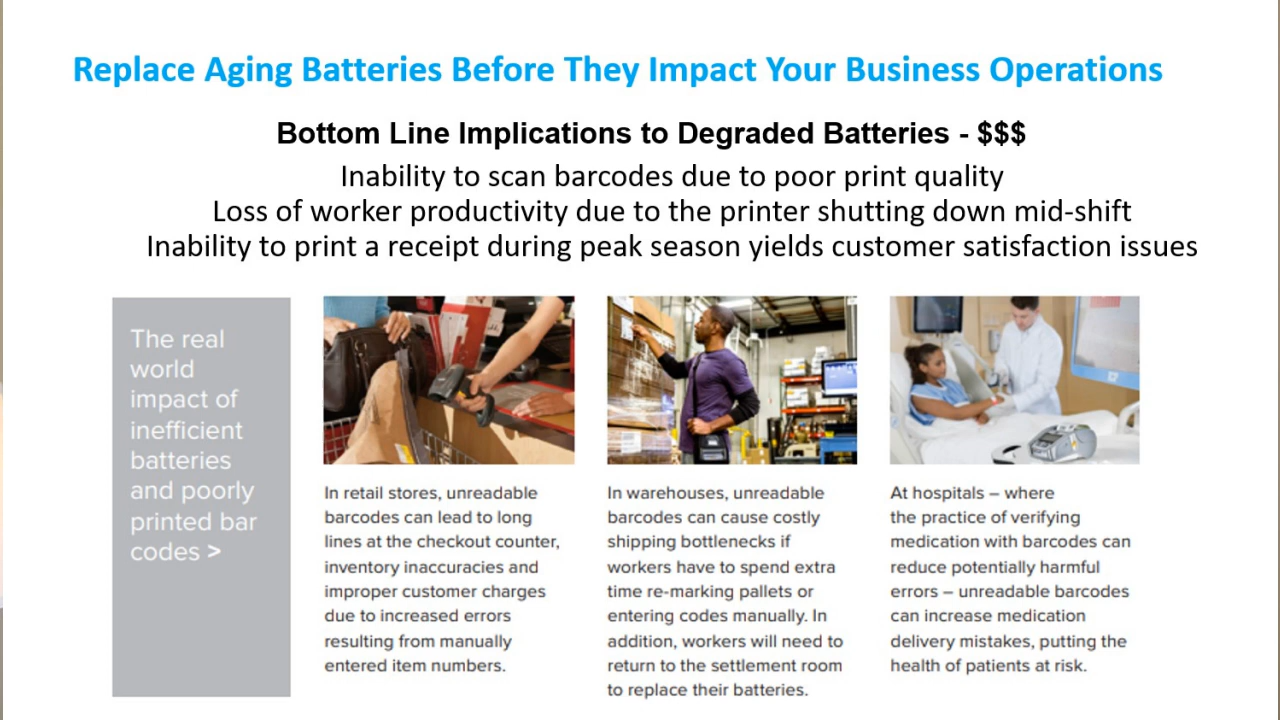 Replace Aging Batteries Before They Impact Your Business Operations
Bottom Line Implications to Degraded Batteries - $$$
Inability to scan barcodes due to poor print quality
Loss of worker productivity due to the printer shutting down mid-shift
Inability to print a receipt during peak season yields customer satisfaction issues
The real
world
impact of
inefficient
batteries
and poorly
printed bar
codes >
In retail stores, unreadable
barcodes can lead to long
lines at the checkout counter,
inventory inaccuracies and
improper customer charges
due to increased errors
resulting from manually
entered item numbers.
In warehouses, unreadable
barcodes can cause costly
shipping bottlenecks if
workers have to spend extra
time re-marking pallets or
entering codes manually. In
addition, workers will need to
return to the settlement room
to replace their batteries.
At hospitals – where
the practice of verifying
medication with barcodes can
reduce potentially harmful
errors – unreadable barcodes
can increase medication
delivery mistakes, putting the
health of patients at risk.